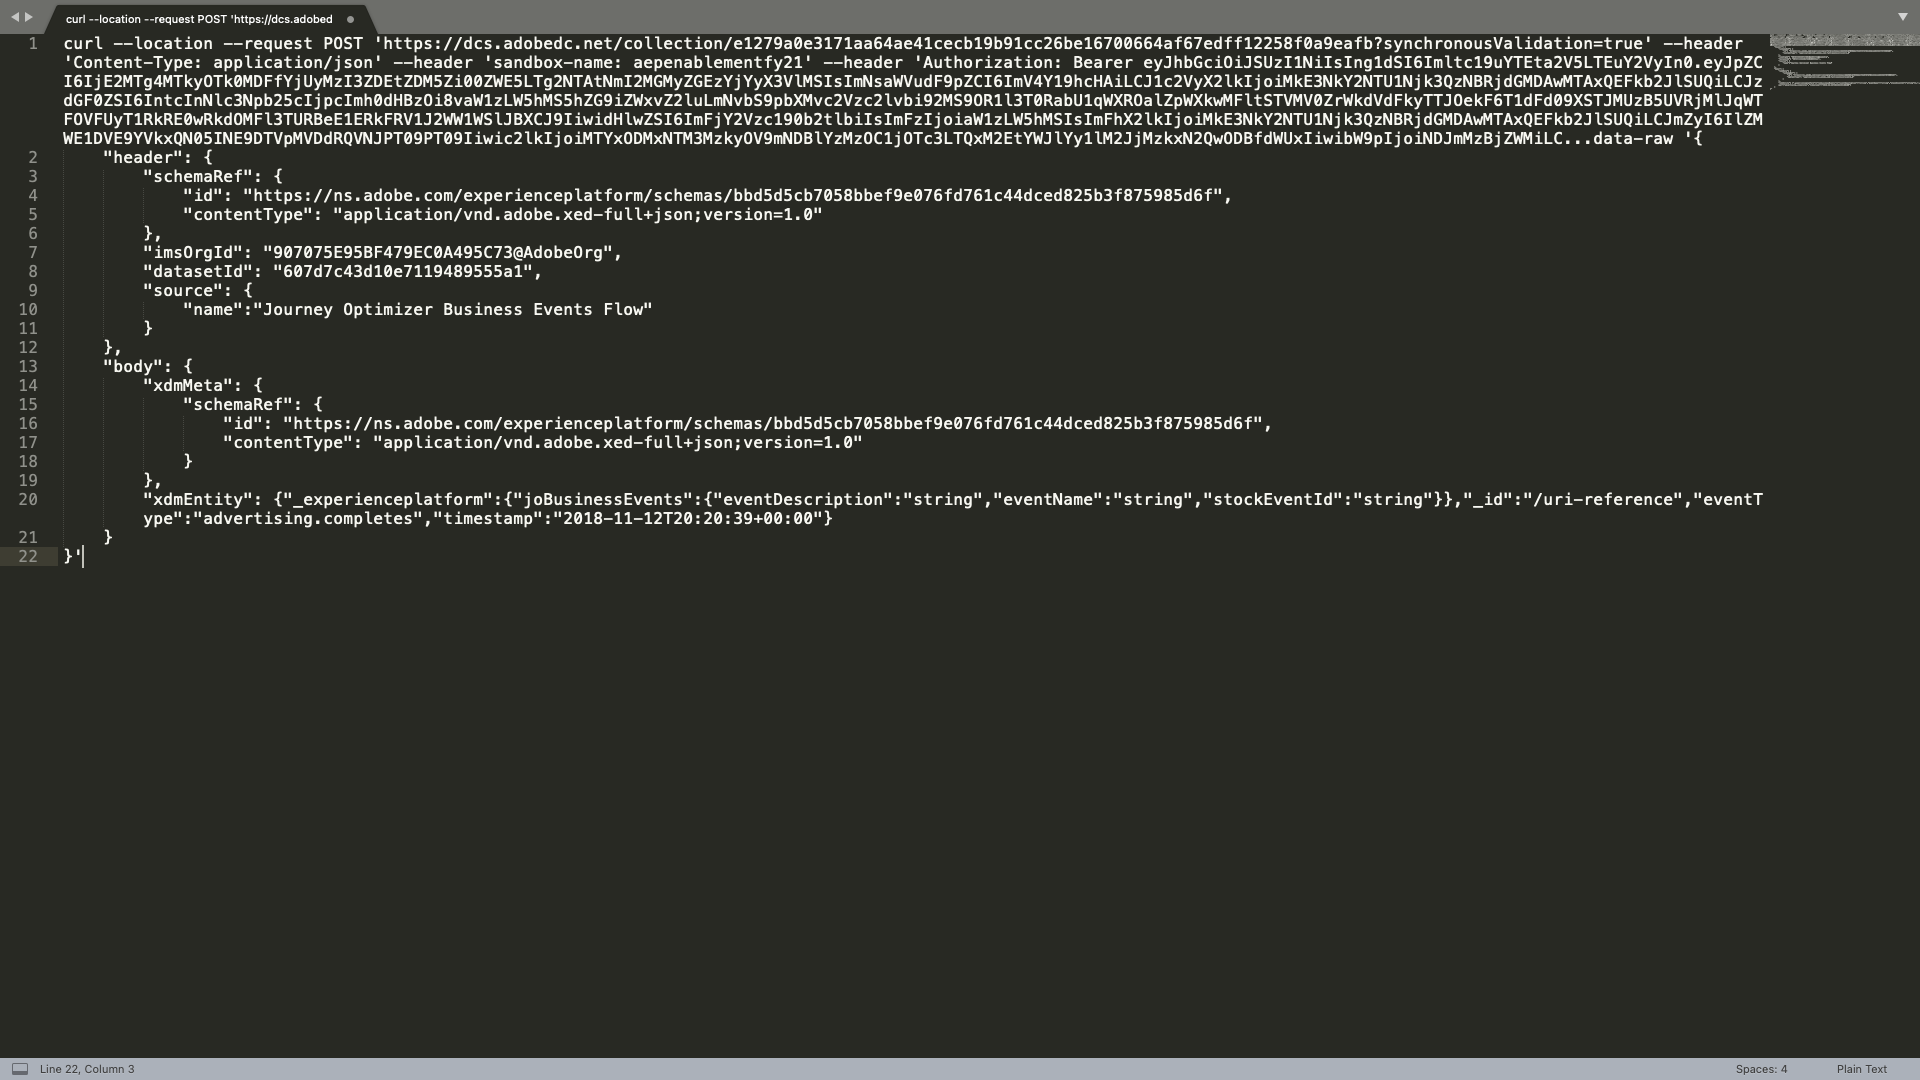 curl --location --request POST 'https://dcs.adobed
1 curl --location --request POST 'https://dcs.adobedc.net/collection/e1279a0e3171aa64ae41cecb19b91cc26be16700664af67edff12258f0a9eafb?synchronousValidation=true' --header
'Content-Type: application/json' --header 'sandbox-name: aepenablementfy21' --header 'Authorization: Bearer
2 "header": {
3 "schemaRef": {
4 "id": "https://ns.adobe.com/experienceplatform/schemas/bbd5d5cb7058bbef9e076fd761c44dced825b3f875985d6f",
5 "contentType": "application/vnd.adobe.xed-full+json;version=1.0"
6 },
7 "imsOrgId": "907075E95BF479EC0A495C73@AdobeOrg",
8 "datasetId": "607d7c43d10e7119489555a1",
9 "source": {
10 "name":"Journey Optimizer Business Events Flow"
11 }
12 },
13 "body": {
14 "xdmMeta": {
15 "schemaRef": {
16 "id": "https://ns.adobe.com/experienceplatform/schemas/bbd5d5cb7058bbef9e076fd761c44dced825b3f875985d6f",
17 "contentType": "application/vnd.adobe.xed-full+json;version=1.0"
18 }
19 },
20 "xdmEntity": {"_experienceplatform":{"joBusinessEvents":{"eventDescription":"string","eventName":"string","stockEventId":"string"}},"_id":"/uri-reference","eventT
ype":"advertising.completes","timestamp":"2018-11-12T20:20:39+00:00"}
21 }
22 }'
Line 22, Column 3
Spaces: 4
Plain Text